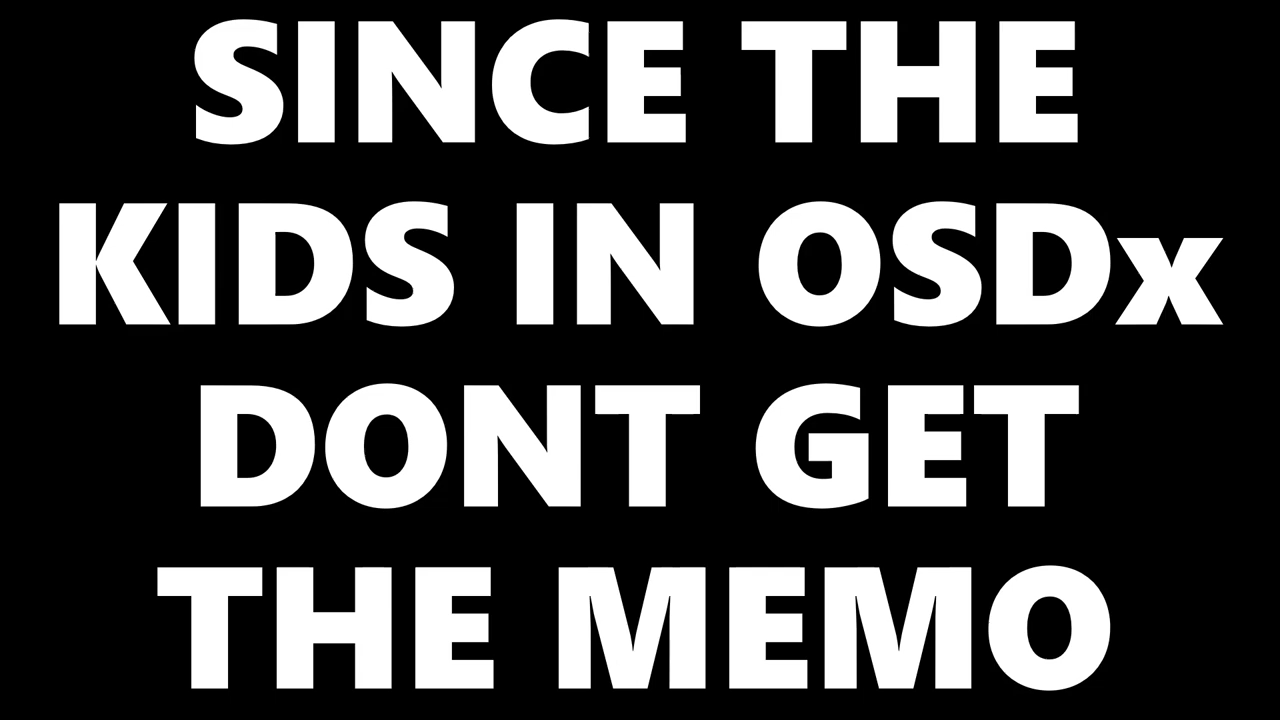 SINCE THE
KIDS IN OSDx
DONT GET
THE MEMO